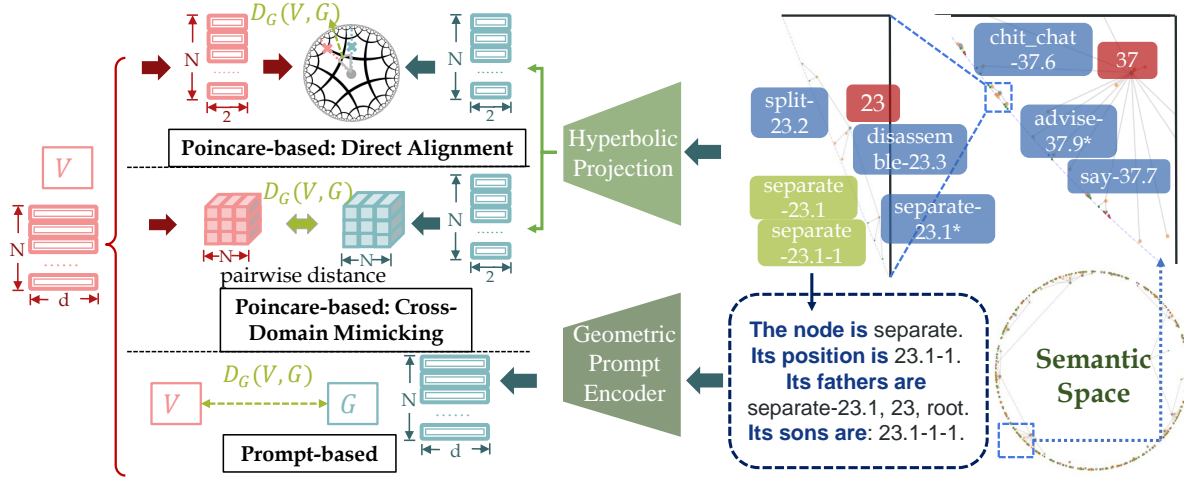 D_G(V, G)
N
2
N
2
Poincare-based: Direct Alignment
V
N
d
D_G(V, G)
N
N
N
2
pairwise distance
Poincare-based: Cross-
Domain Mimicking
D_G(V, G)
V
G
N
d
Prompt-based
Hyperbolic
Projection
Geometric
Prompt
Encoder
split-
23.2
23
disassem
ble-23.3
separate
-23.1
separate
-23.1-1
separate-
23.1*
chit_chat
-37.6
37
advise-
37.9*
say-37.7
The node is separate.
Its position is 23.1-1.
Its fathers are
separate-23.1, 23, root.
Its sons are: 23.1-1-1.
Semantic
Space